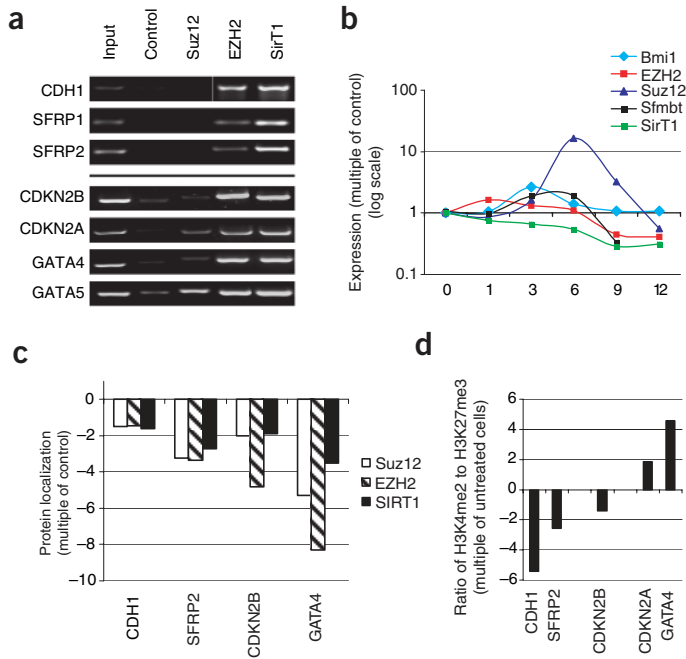 a
Input
Control
Suz12
EZH2
SirT1
CDH1
SFRP1
SFRP2
CDKN2B
CDKN2A
GATA4
GATA5
b
Bmi1
EZH2
Suz12
Sfmbt
SirT1
Expression (multiple of control)
(log scale)
100
10
1
0.1
0 1 3 6 9 12
c
Protein localization
(multiple of control)
0
−2
−4
−6
−8
−10
Suz12
EZH2
SIRT1
CDH1
SFRP2
CDKN2B
GATA4
d
Ratio of H3K4me2 to H3K27me3
(multiple of untreated cells)
6
4
2
0
−2
−4
−6
CDH1
SFRP2
CDKN2B
CDKN2A
GATA4